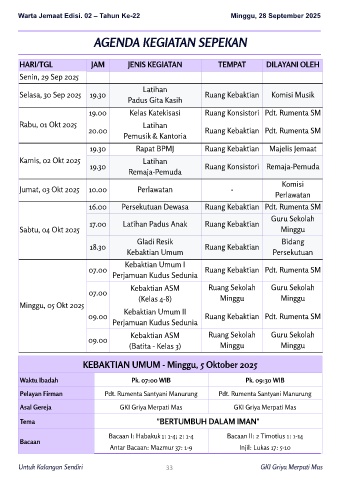 Warta Jemaat Edisi. 02 – Tahun Ke-22 Minggu, 28 September 2025
AGENDA KEGIATAN SEPEKAN
HARI/TGL JAM JENIS KEGIATAN TEMPAT DILAYANI OLEH
Senin, 29 Sep 2025
Selasa, 30 Sep 2025 19.30 Latihan Padus Gita Kasih Ruang Kebaktian Komisi Musik
Rabu, 01 Okt 2025 19.00 Kelas Katekisasi Ruang Konsistori Pdt. Rumenta SM
20.00 Latihan Pemusik & Kantoria Ruang Kebaktian Pdt. Rumenta SM
Kamis, 02 Okt 2025 19.30 Rapat BPMJ Ruang Kebaktian Majelis Jemaat
19.30 Latihan Remaja-Pemuda Ruang Konsistori Remaja-Pemuda
Jumat, 03 Okt 2025 10.00 Perlawatan - Komisi Perlawatan
Sabtu, 04 Okt 2025 16.00 Persekutuan Dewasa Ruang Kebaktian Pdt. Rumenta SM
17.00 Latihan Padus Anak Ruang Kebaktian Guru Sekolah Minggu
18.30 Gladi Resik Kebaktian Umum Ruang Kebaktian Bidang Persekutuan
Minggu, 05 Okt 2025 07.00 Kebaktian Umum I Perjamuan Kudus Sedunia Ruang Kebaktian Pdt. Rumenta SM
07.00 Kebaktian ASM (Kelas 4-8) Ruang Sekolah Minggu Guru Sekolah Minggu
09.00 Kebaktian Umum II Perjamuan Kudus Sedunia Ruang Kebaktian Pdt. Rumenta SM
09.00 Kebaktian ASM (Batita - Kelas 3) Ruang Sekolah Minggu Guru Sekolah Minggu
KEBAKTIAN UMUM - Minggu, 5 Oktober 2025
Waktu Ibadah Pk. 07:00 WIB Pk. 09:30 WIB
Pelayan Firman Pdt. Rumenta Santyani Manurung Pdt. Rumenta Santyani Manurung
Asal Gereja GKI Griya Merpati Mas GKI Griya Merpati Mas
Tema "BERTUMBUH DALAM IMAN"
Bacaan Bacaan I: Habakuk 1: 1-4; 2: 1-4 Bacaan II: 2 Timotius 1: 1-14
Antar Bacaan: Mazmur 37: 1-9 Injil: Lukas 17: 5-10
Untuk Kalangan Sendiri 33 GKI Griya Merpati Mas